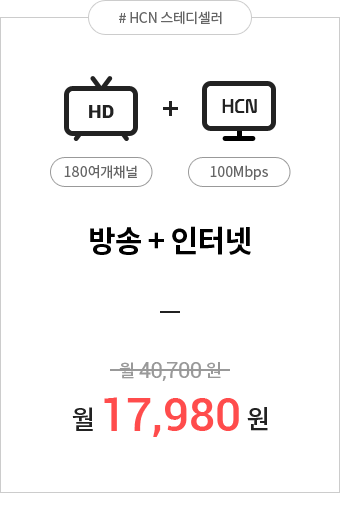 # HCN 스테디셀러
HD + HCN
180여개채널 100Mbps
방송 + 인터넷
월 40,700 원
월 17,980 원